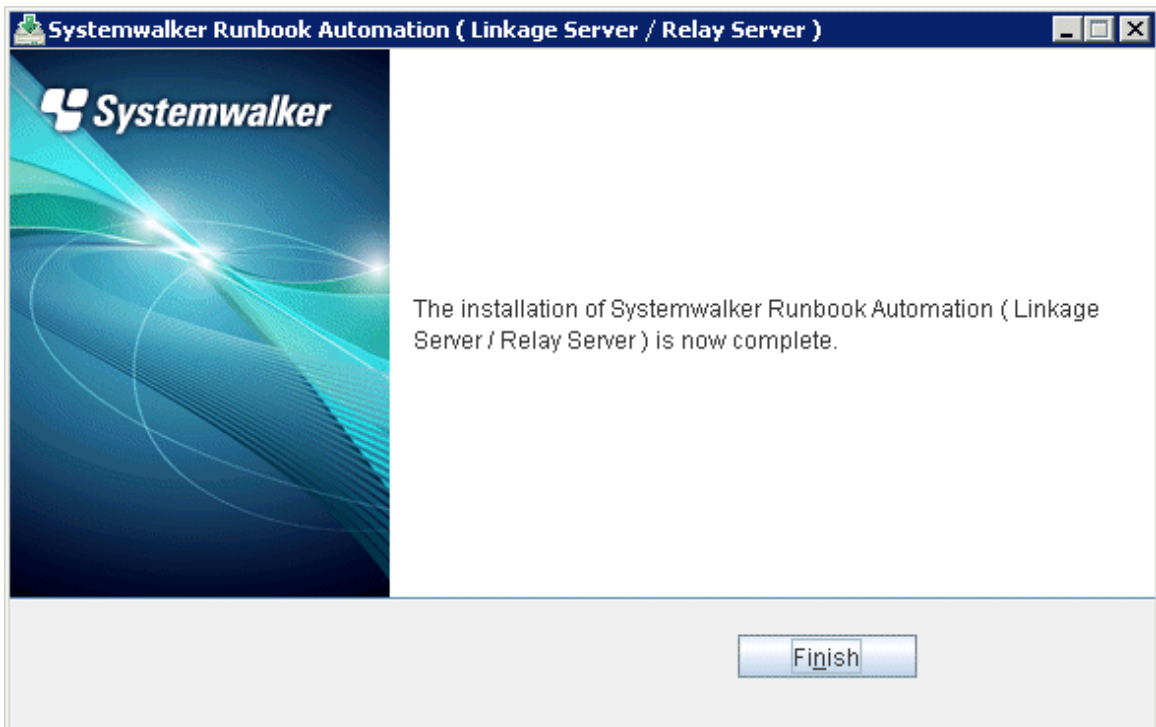 Systemwalker Runbook Automation ( Linkage Server / Relay Server )
Systemwalker
The installation of Systemwalker Runbook Automation ( Linkage
Server / Relay Server ) is now complete.
Finish